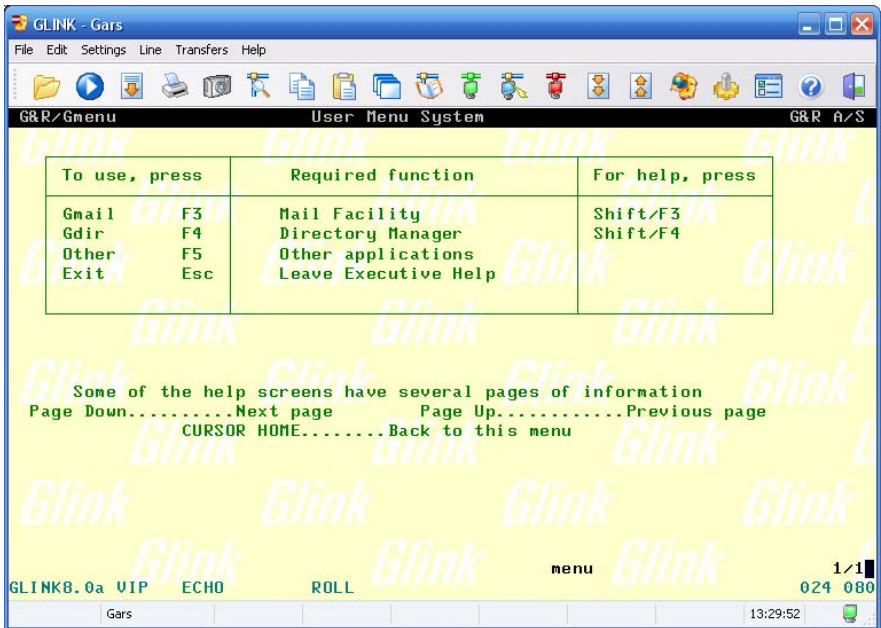 GLINK - Gars
File Edit Settings Line Transfers Help
G&R/Gmenu User Menu System G&R A/S
To use, press Required function For help, press
Gmail F3 Mail Facility Shift/F3
Gdir F4 Directory Manager Shift/F4
Other F5 Other applications
Exit Esc Leave Executive Help
Some of the help screens have several pages of information
Page Down..........Next page Page Up............Previous page
CURSOR HOME........Back to this menu
menu 1/1
GLINK8.0a VIP ECHO ROLL 024 080
Gars 13:29:52